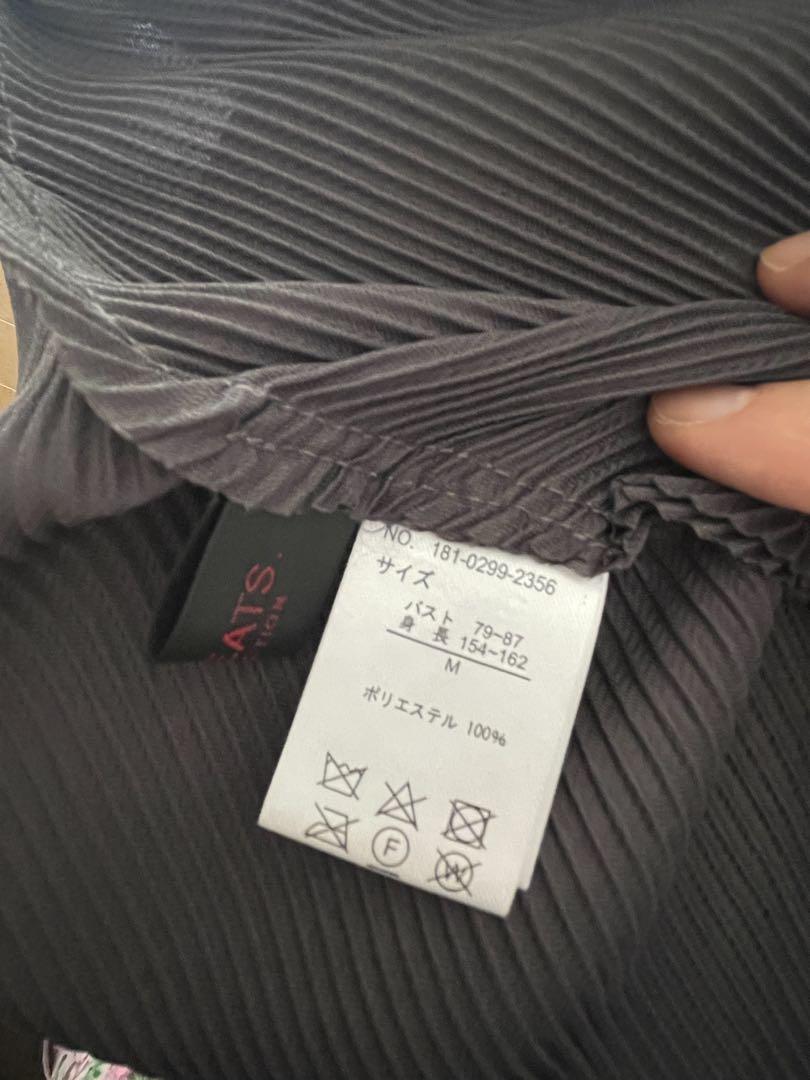 EATS.
NO. 181-0299-2356
サイズ
バスト 79~87
身 長 154~162
M
ポリエステル 100%
F
W